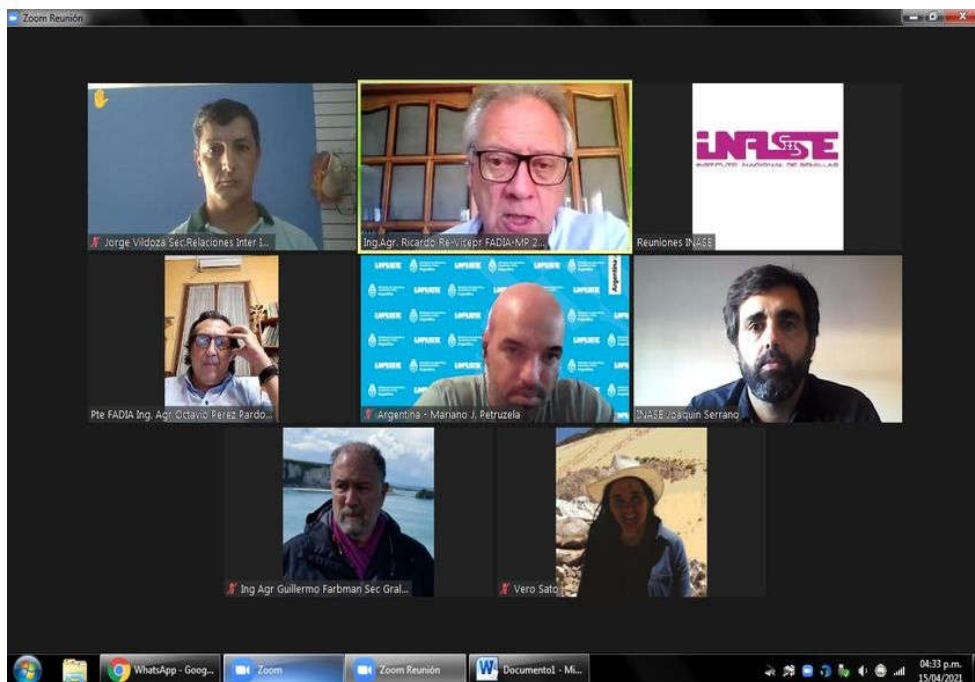 Zoom Reunión
Jorge Vildoza Sec.Relaciones Inter I...
Ing.Agr. Ricardo Re-Vicepr FADIA-MP 2...
INASE
INSTITUTO NACIONAL DE SEMILLAS
Reuniones INASE
Pte FADIA Ing. Agr Octavio Perez Pardo...
Argentina
Argentina - Mariano J. Petruzela
INASE Joaquin Serrano
Ing Agr Guillermo Farbman Sec Gral...
Vero Sato
WhatsApp - Goog...
Zoom
Zoom Reunión
Documento1 - Mi...
04:33 p.m.
15/04/2021